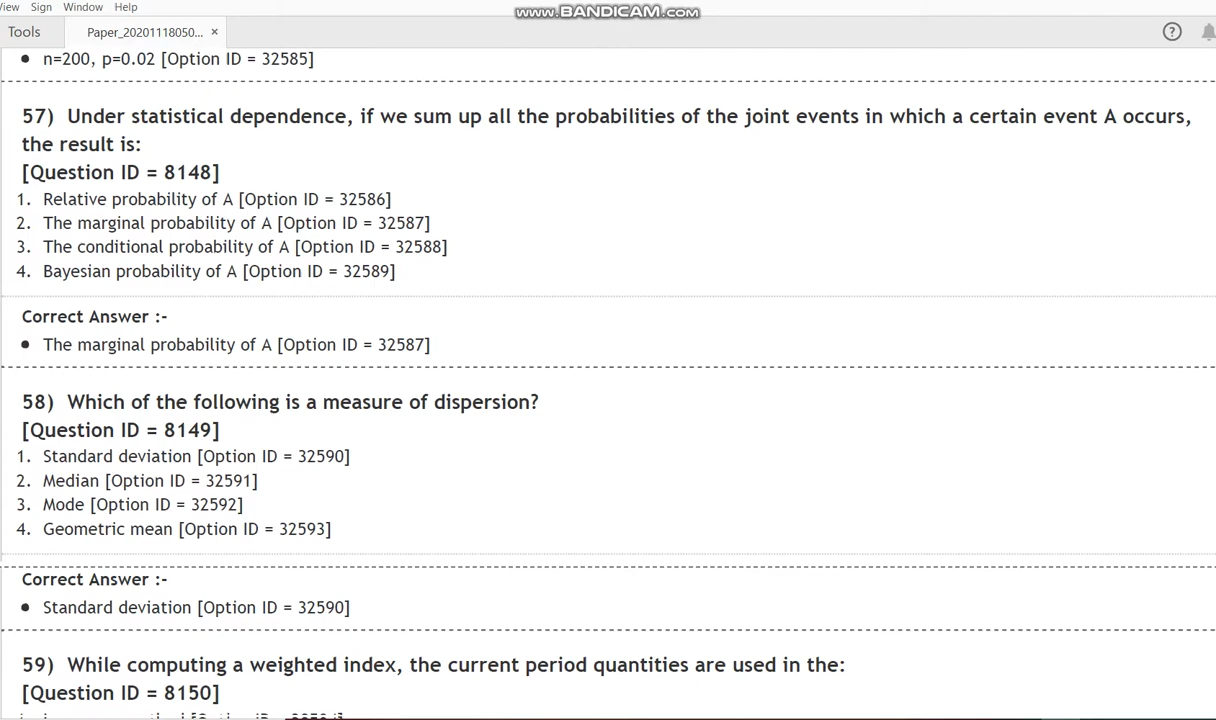 View Sign Window Help
www.BANDICAM.com
Tools Paper_20201118050... × ?
• n=200, p=0.02 [Option ID = 32585]
57) Under statistical dependence, if we sum up all the probabilities of the joint events in which a certain event A occurs,
the result is:
[Question ID = 8148]
1. Relative probability of A [Option ID = 32586]
2. The marginal probability of A [Option ID = 32587]
3. The conditional probability of A [Option ID = 32588]
4. Bayesian probability of A [Option ID = 32589]
Correct Answer :-
• The marginal probability of A [Option ID = 32587]
58) Which of the following is a measure of dispersion?
[Question ID = 8149]
1. Standard deviation [Option ID = 32590]
2. Median [Option ID = 32591]
3. Mode [Option ID = 32592]
4. Geometric mean [Option ID = 32593]
Correct Answer :-
• Standard deviation [Option ID = 32590]
59) While computing a weighted index, the current period quantities are used in the:
[Question ID = 8150]